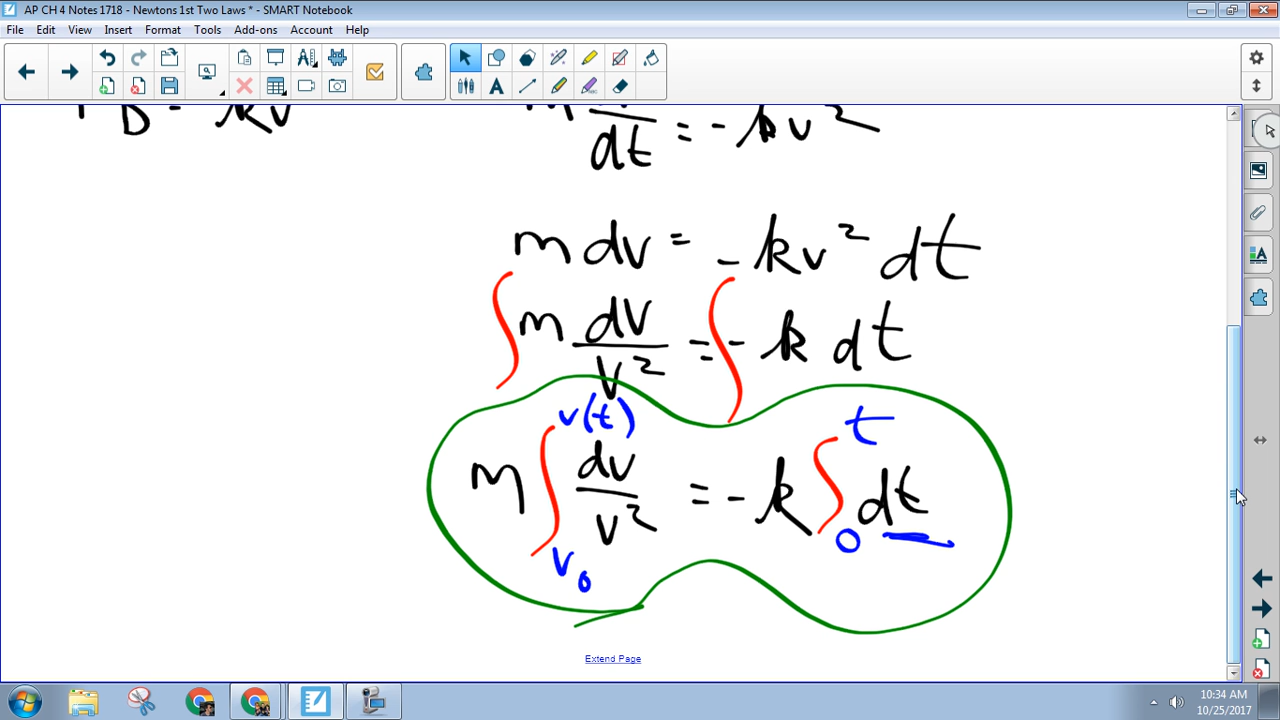 AP CH 4 Notes 1718 - Newtons 1st Two Laws * - SMART Notebook
File Edit View Insert Format Tools Add-ons Account Help
dt = - kv²
m dv = - kv² dt
∫ m dv/v² = ∫ - k dt
m ∫ dv/v² = - k ∫ dt
v(t)
v₀
t
0
Extend Page
10:34 AM
10/25/2017